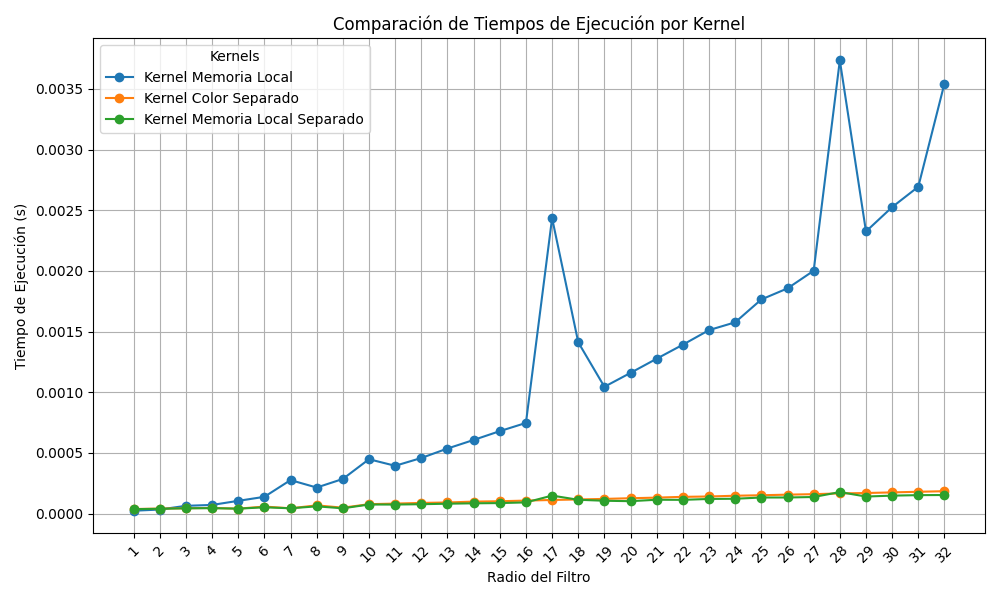 Comparación de Tiempos de Ejecución por Kernel
Kernels
Kernel Memoria Local
Kernel Color Separado
Kernel Memoria Local Separado
Tiempo de Ejecución (s)
0.0035
0.0030
0.0025
0.0020
0.0015
0.0010
0.0005
0.0000
1 2 3 4 5 6 7 8 9 10 11 12 13 14 15 16 17 18 19 20 21 22 23 24 25 26 27 28 29 30 31 32
Radio del Filtro